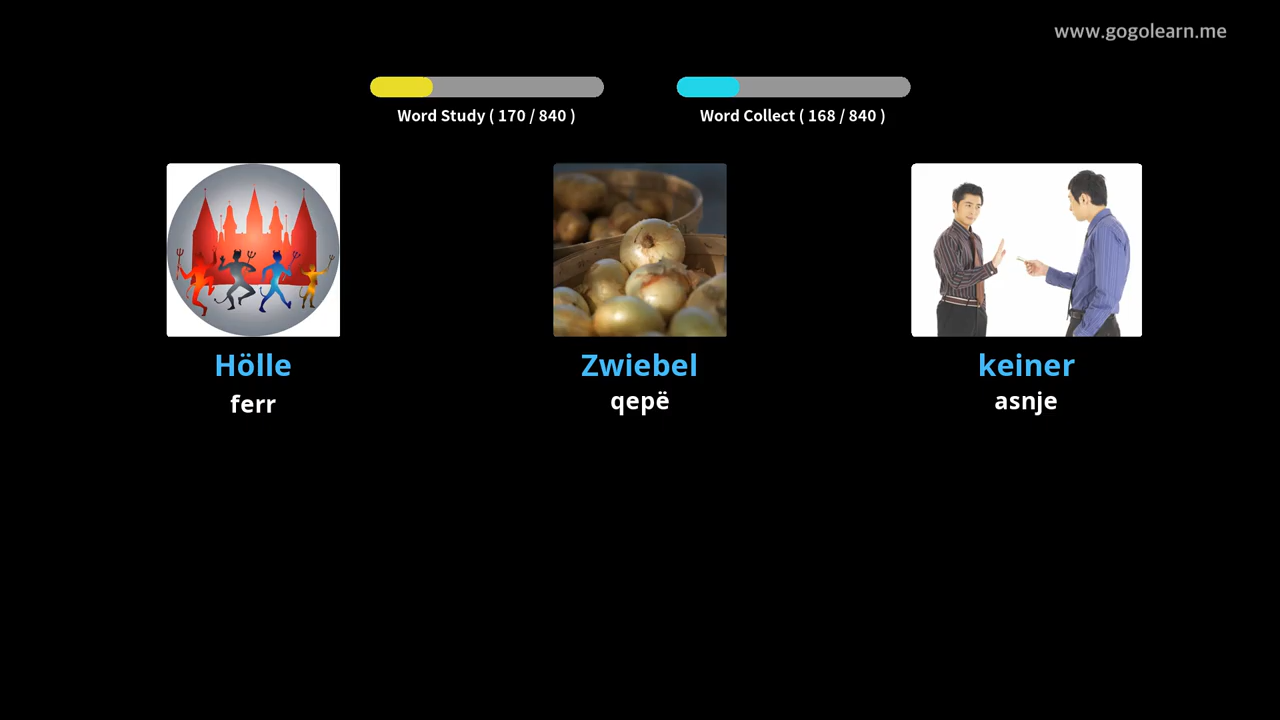 www.gogolearn.me
Word Study ( 170 / 840 )
Word Collect ( 168 / 840 )
Hölle
ferr
Zwiebel
qepë
keiner
asnje